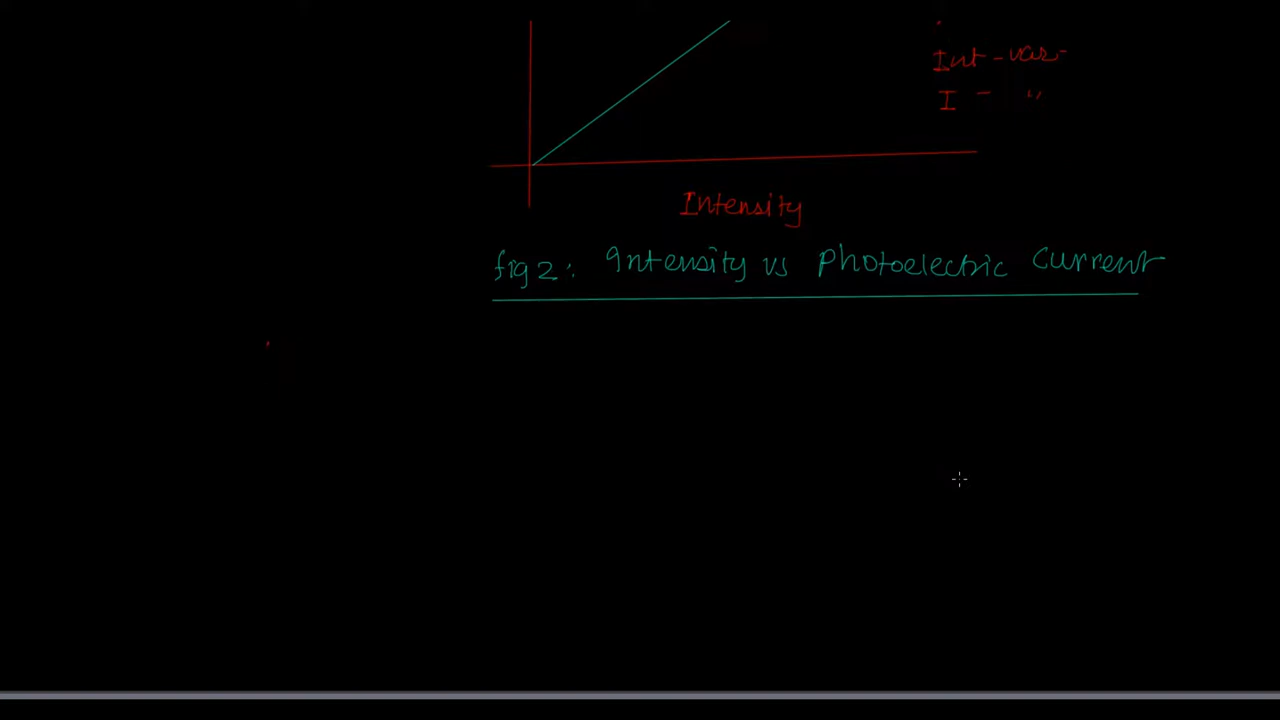 Int - var -
I - "
Intensity
fig 2: Intensity vs Photoelectric Current